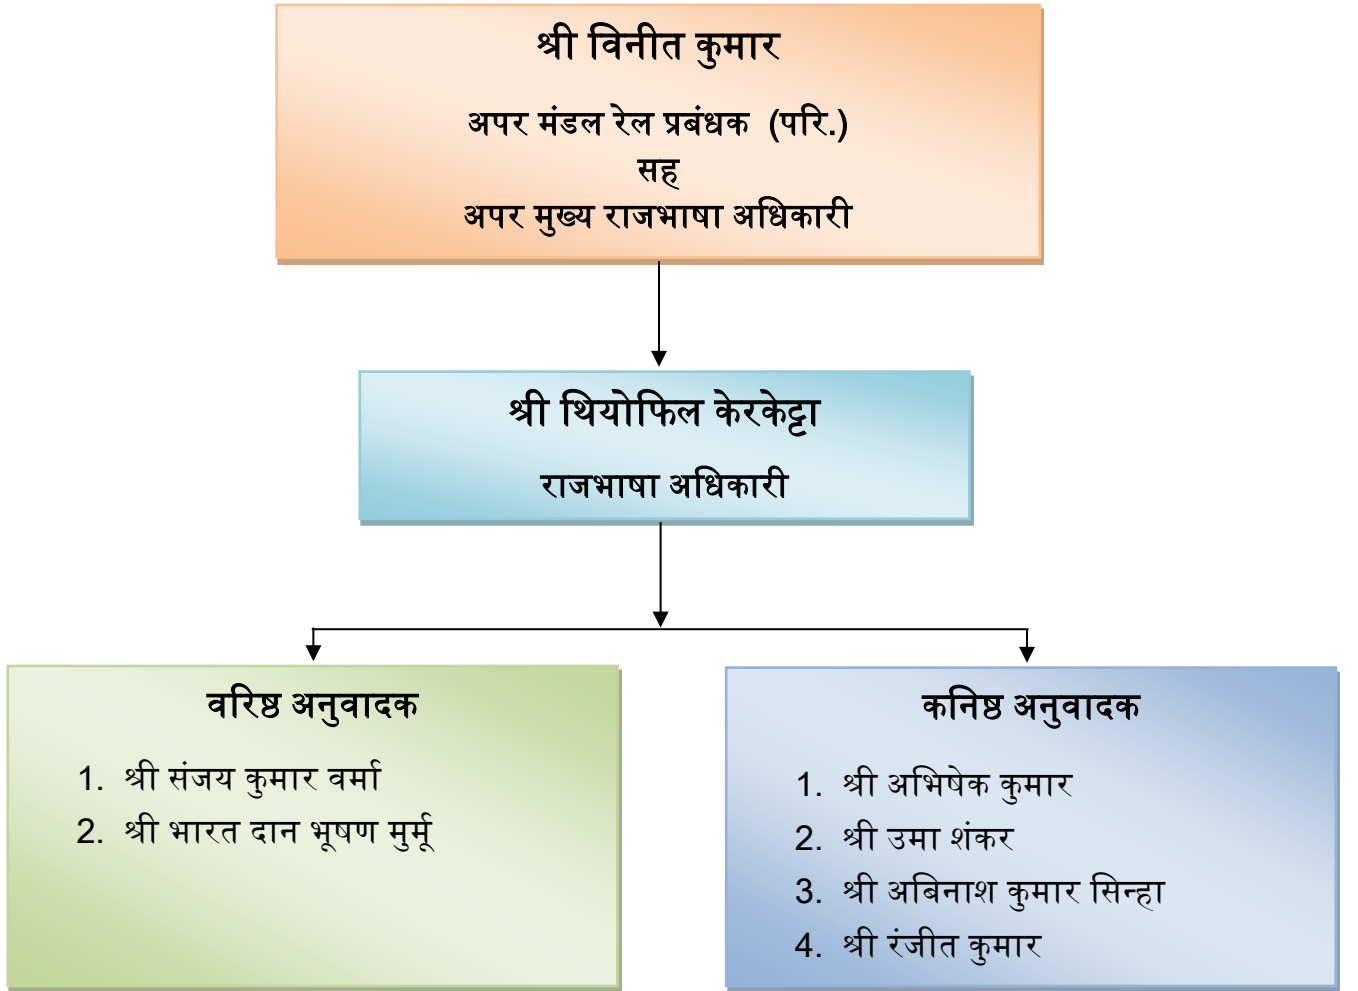 श्री विनीत कुमार
अपर मंडल रेल प्रबंधक (परि.)
सह
अपर मुख्य राजभाषा अधिकारी
श्री थियोफिल केरकेट्टा
राजभाषा अधिकारी
वरिष्ठ अनुवादक
1. श्री संजय कुमार वर्मा
2. श्री भारत दान भूषण मुर्मू
कनिष्ठ अनुवादक
1. श्री अभिषेक कुमार
2. श्री उमा शंकर
3. श्री अबिनाश कुमार सिन्हा
4. श्री रंजीत कुमार